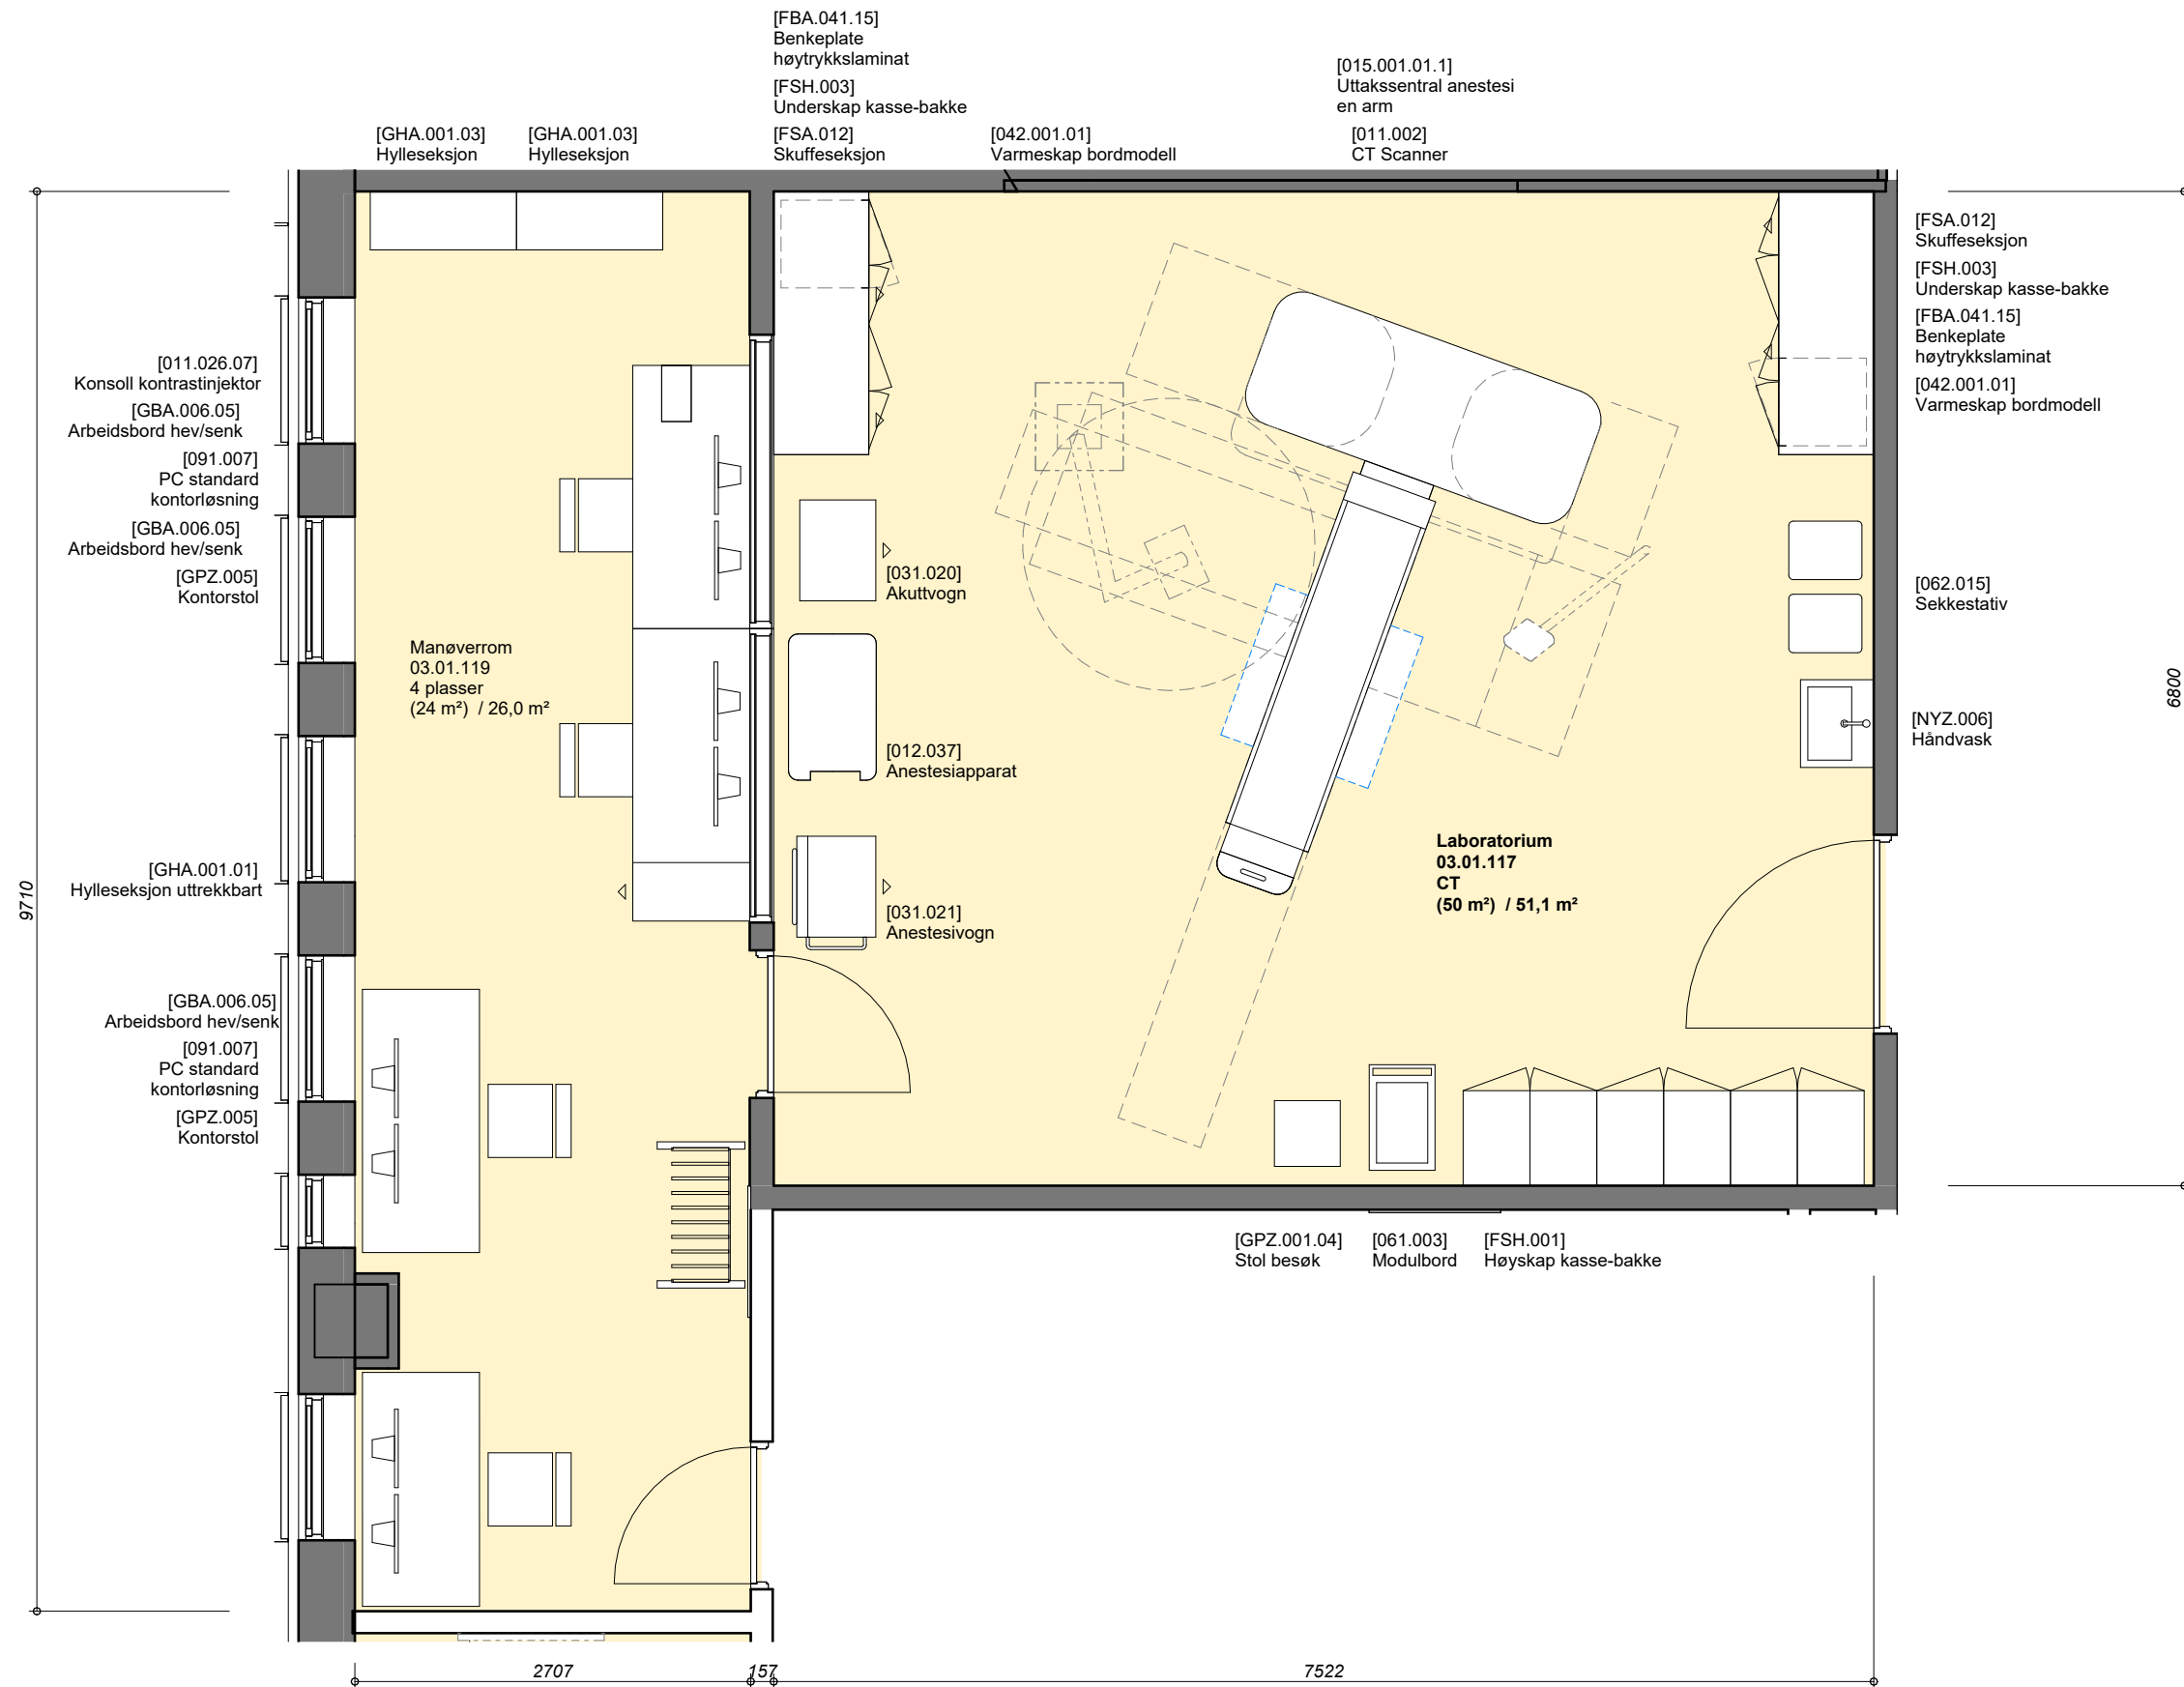 [FBA.041.15]
Benkeplate
høytrykkslaminat
[FSH.003]
Underskap kasse-bakke
[FSA.012]
Skuffeseksjon
[015.001.01.1]
Uttakssentral anestesi
en arm
[GHA.001.03]
Hylleseksjon
[GHA.001.03]
Hylleseksjon
[042.001.01]
Varmeskap bordmodell
[011.002]
CT Scanner
[FSA.012]
Skuffeseksjon
[FSH.003]
Underskap kasse-bakke
[FBA.041.15]
Benkeplate
høytrykkslaminat
[042.001.01]
Varmeskap bordmodell
[011.026.07]
Konsoll kontrastinjektor
[GBA.006.05]
Arbeidsbord hev/senk
[091.007]
PC standard
kontorløsning
[GBA.006.05]
Arbeidsbord hev/senk
[GPZ.005]
Kontorstol
[031.020]
Akuttvogn
[062.015]
Sekkestativ
Manøverrom
03.01.119
4 plasser
(24 m²) / 26,0 m²
6800
[NYZ.006]
Håndvask
[012.037]
Anestesiapparat
Laboratorium
03.01.117
CT
(50 m²) / 51,1 m²
[GHA.001.01]
Hylleseksjon uttrekkbart
9710
[031.021]
Anestesivogn
[GBA.006.05]
Arbeidsbord hev/senk
[091.007]
PC standard
kontorløsning
[GPZ.005]
Kontorstol
[GPZ.001.04]
Stol besøk
[061.003]
Modulbord
[FSH.001]
Høyskap kasse-bakke
2707
157
7522